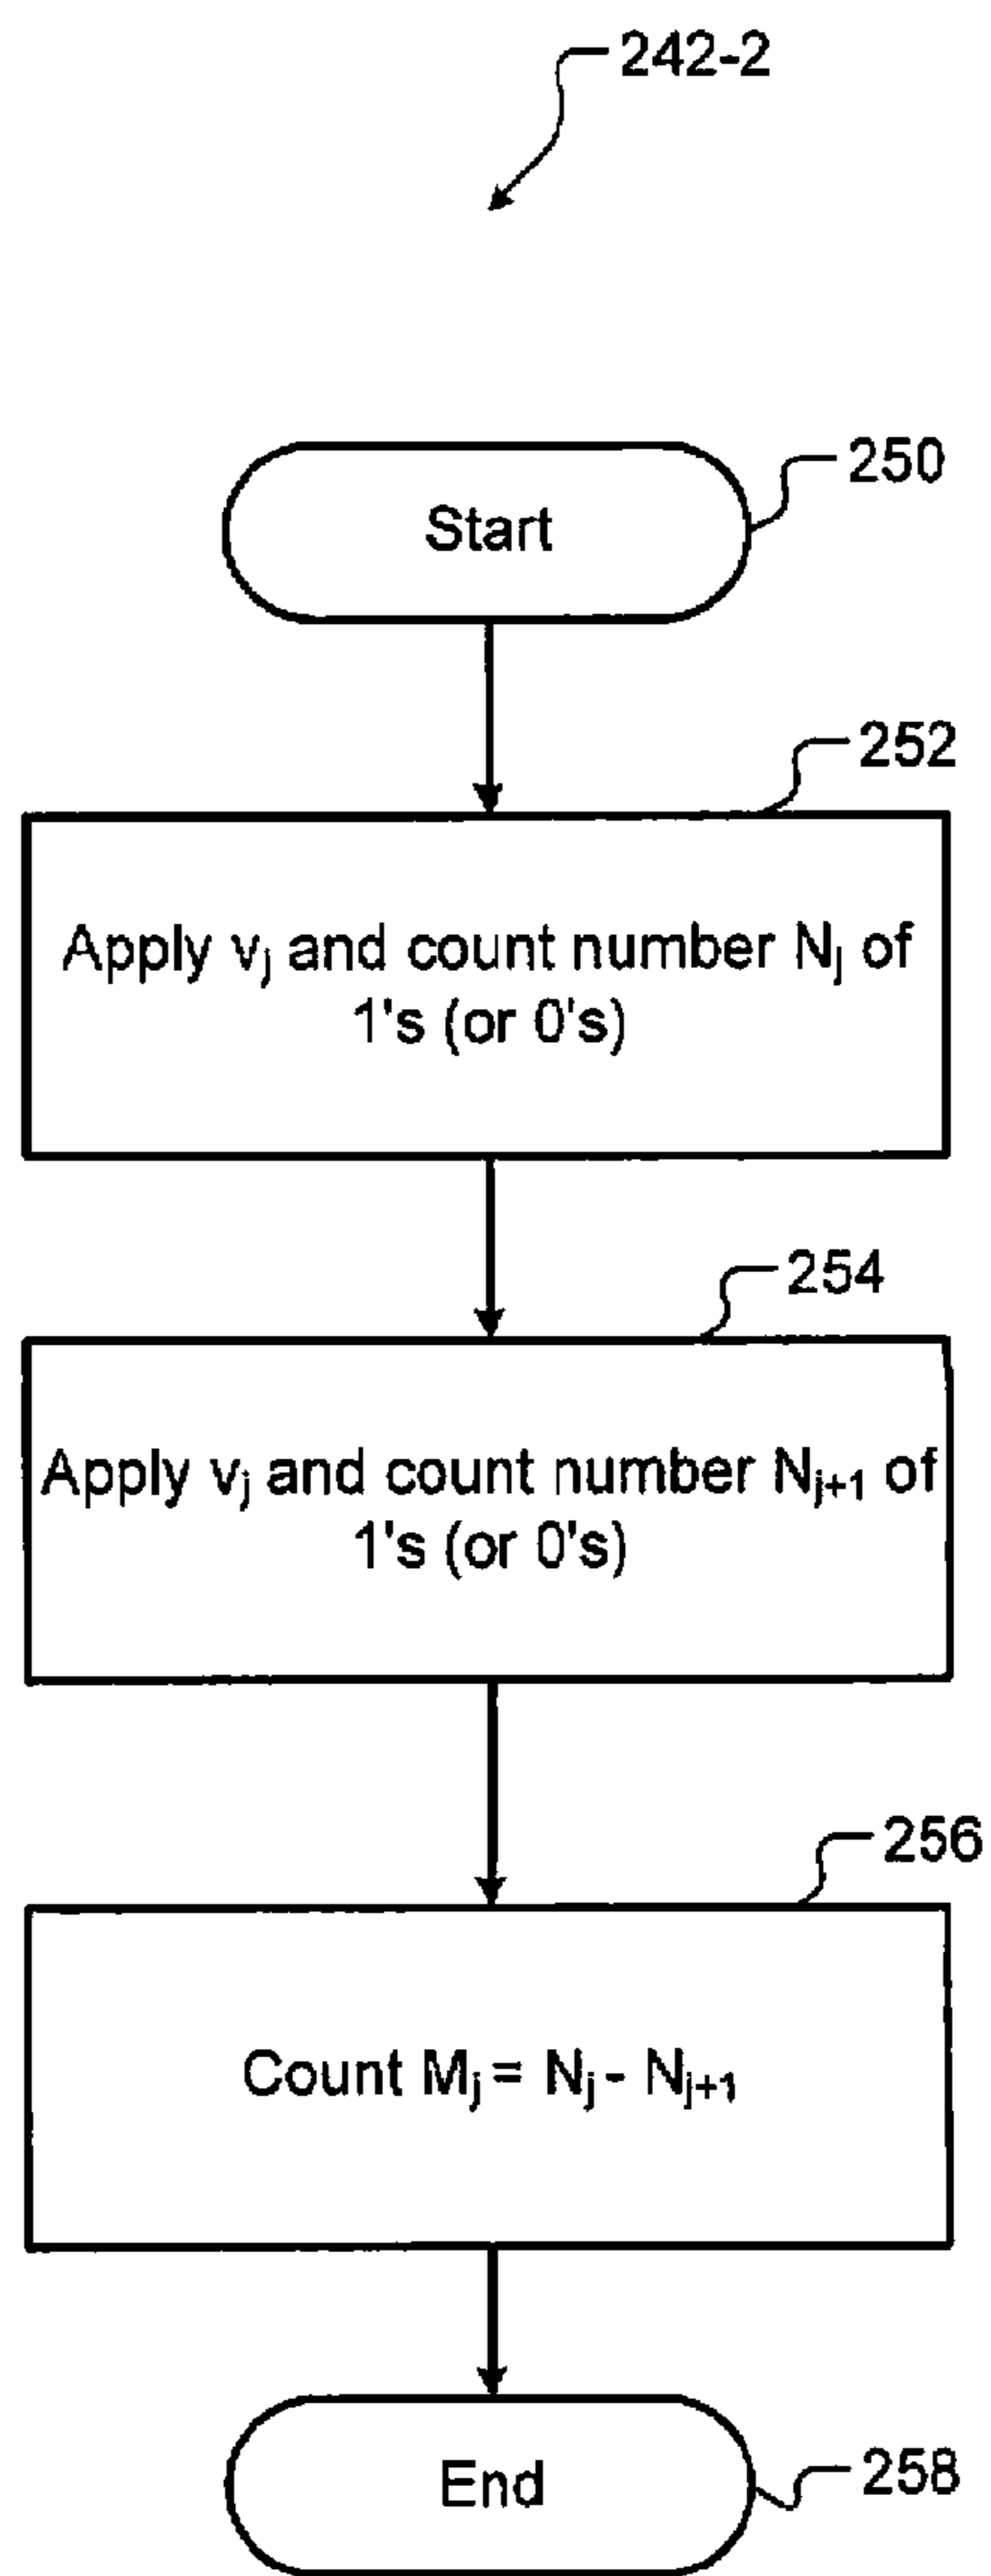 242-2
250
Start
252
Apply vⱼ and count number Nⱼ of
1's (or 0's)
254
Apply vⱼ and count number Nⱼ₊₁ of
1's (or 0's)
256
Count Mⱼ = Nⱼ - Nⱼ₊₁
End
258